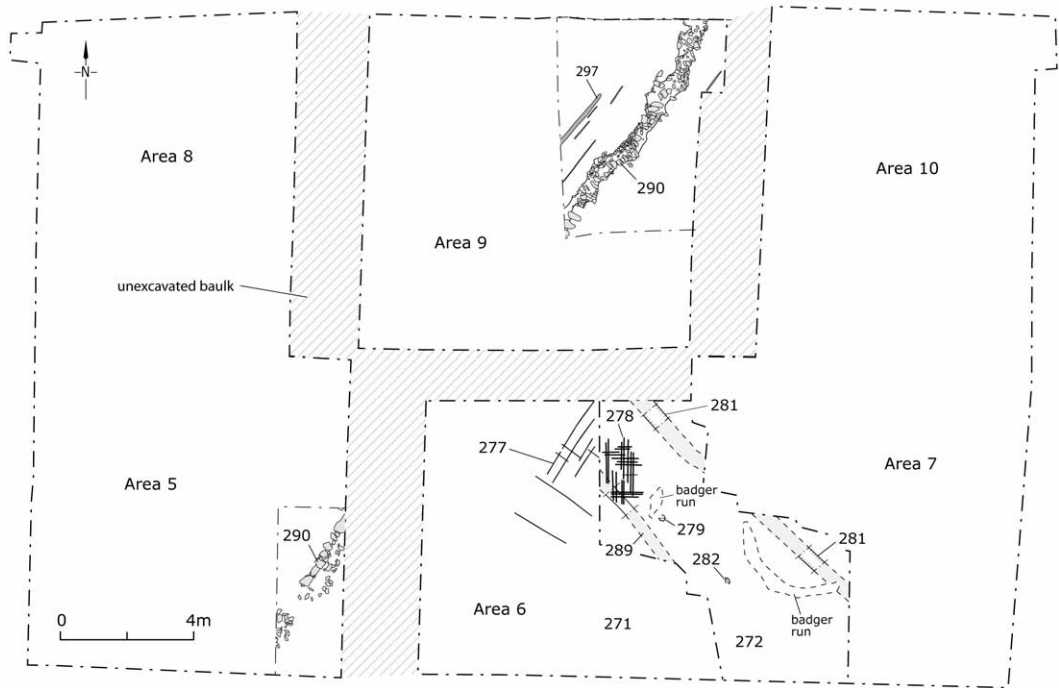 -N-
297
Area 8
Area 10
290
Area 9
unexcavated baulk
278
281
277
Area 7
Area 5
badger
run
279
290
281
289
282
Area 6
0
4m
271
272
badger
run